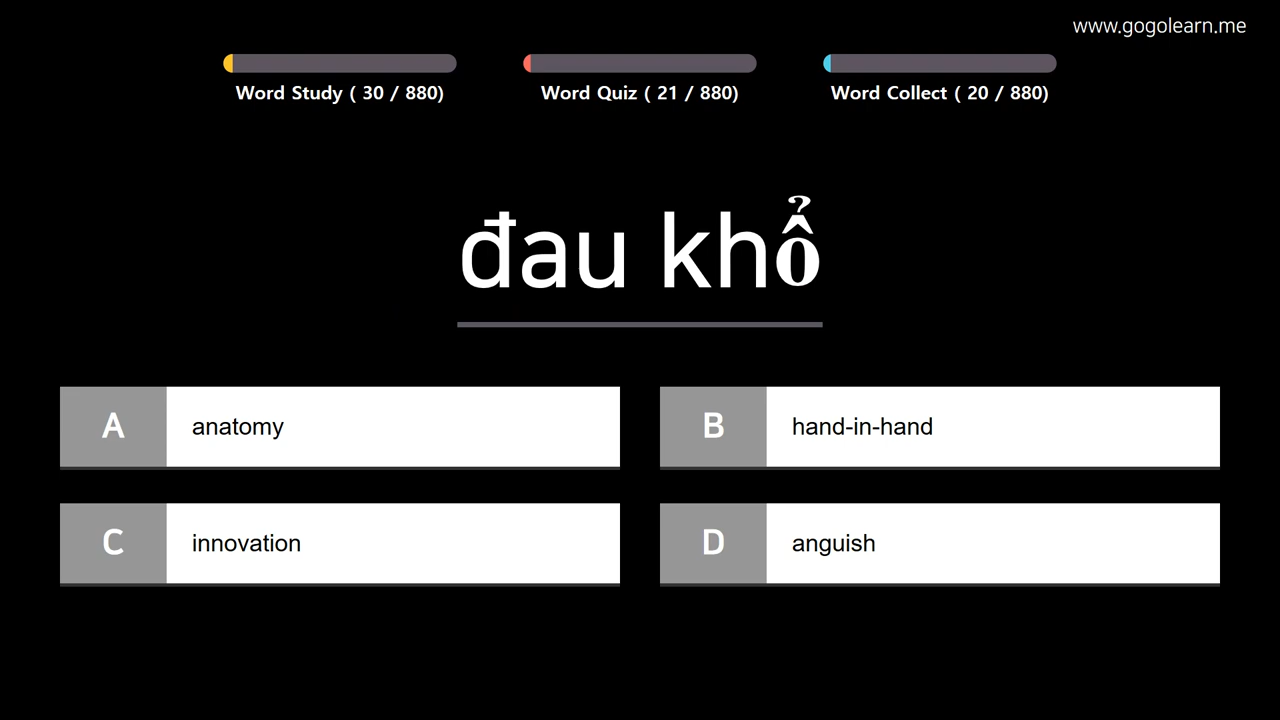 www.gogolearn.me
Word Study ( 30 / 880)
Word Quiz ( 21 / 880)
Word Collect ( 20 / 880)
đau khổ
A
anatomy
B
hand-in-hand
C
innovation
D
anguish